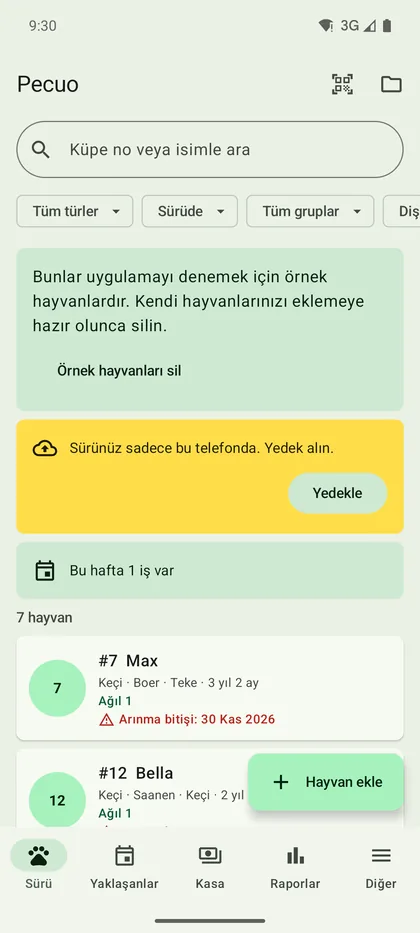 9:30
3G
Pecuo
Küpe no veya isimle ara
Tüm türler
Sürüde
Tüm gruplar
Diş
Bunlar uygulamayı denemek için örnek
hayvanlardır. Kendi hayvanlarınızı eklemeye
hazır olunca silin.
Örnek hayvanları sil
Sürünüz sadece bu telefonda. Yedek alın.
Yedekle
Bu hafta 1 iş var
7 hayvan
7
#7 Max
Keçi · Boer · Teke · 3 yıl 2 ay
Ağıl 1
Arınma bitişi: 30 Kas 2026
12
#12 Bella
Keçi · Saanen · Keçi · 2 yıl
Ağıl 1
Hayvan ekle
Sürü
Yaklaşanlar
Kasa
Raporlar
Diğer